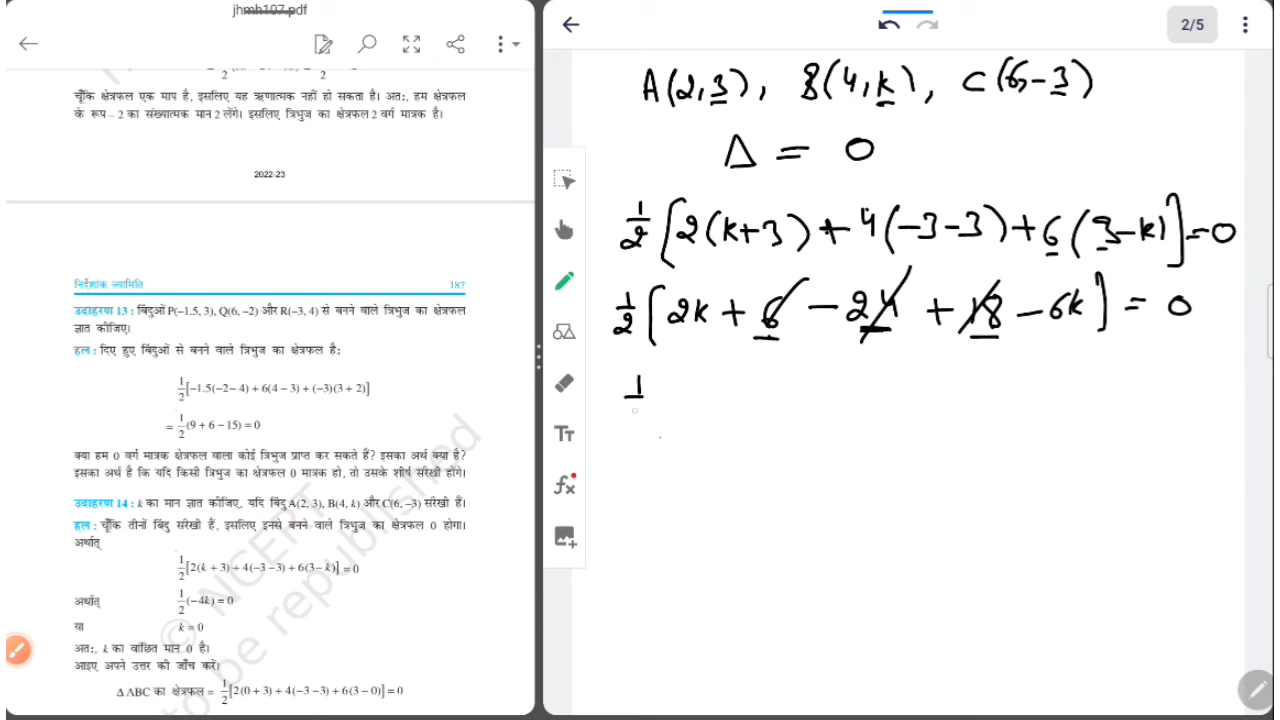 jhmh107.pdf
चूँकि क्षेत्रफल एक माप है, इसलिए यह ऋणात्मक नहीं हो सकता है। अतः, हम क्षेत्रफल
के रूप – 2 का संख्यात्मक मान 2 लेंगे। इसलिए त्रिभुज का क्षेत्रफल 2 वर्ग मात्रक है।
2022-23
निर्देशांक ज्यामिति 187
उदाहरण 13 : बिंदुओं P(–1.5, 3), Q(6, –2) और R(–3, 4) से बनने वाले त्रिभुज का क्षेत्रफल
ज्ञात कीजिए।
हल : दिए हुए बिंदुओं से बनने वाले त्रिभुज का क्षेत्रफल है:
1/2[–1.5(–2 – 4) + 6(4 – 3) + (–3)(3 + 2)]
= 1/2(9 + 6 – 15) = 0
क्या हम 0 वर्ग मात्रक क्षेत्रफल वाला कोई त्रिभुज प्राप्त कर सकते हैं? इसका अर्थ क्या है?
इसका अर्थ है कि यदि किसी त्रिभुज का क्षेत्रफल 0 मात्रक हो, तो उसके शीर्ष संरेखी होंगे।
उदाहरण 14 : k का मान ज्ञात कीजिए, यदि बिंदु A(2, 3), B(4, k) और C(6, –3) संरेखी हैं।
हल : चूँकि तीनों बिंदु संरेखी हैं, इसलिए इनसे बनने वाले त्रिभुज का क्षेत्रफल 0 होगा।
अर्थात्
1/2[2(k + 3) + 4(–3 – 3) + 6(3 – k)] = 0
अर्थात् 1/2(–4k) = 0
या k = 0
अतः, k का वांछित मान 0 है।
आइए अपने उत्तर की जाँच करें।
Δ ABC का क्षेत्रफल = 1/2[2(0 + 3) + 4(–3 – 3) + 6(3 – 0)] = 0
© NCERT
to be republished
2/5
A(2,3), B(4,k), C(6-3)
Δ = 0
1/2[2(k+3)+4(-3-3)+6(3-k)]=0
1/2[2k+6-24+18-6k]=0
1
Tт
fx